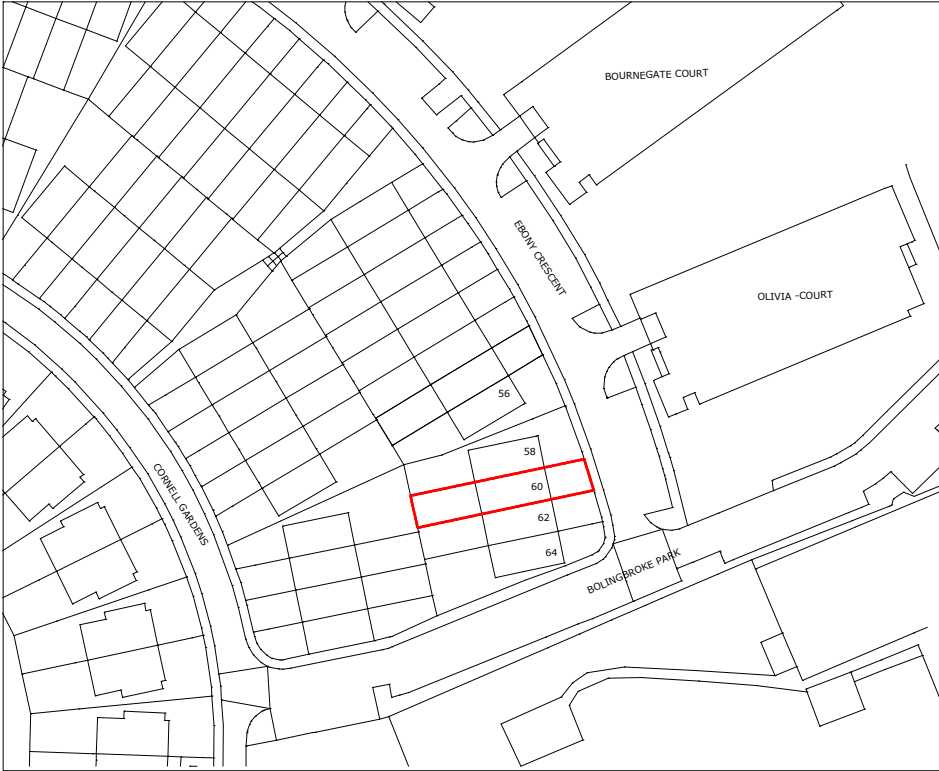 BOURNEGATE COURT
EBONY CRESCENT
OLIVIA -COURT
56
58
60
62
64
CORNELL GARDENS
BOLINGBROKE PARK